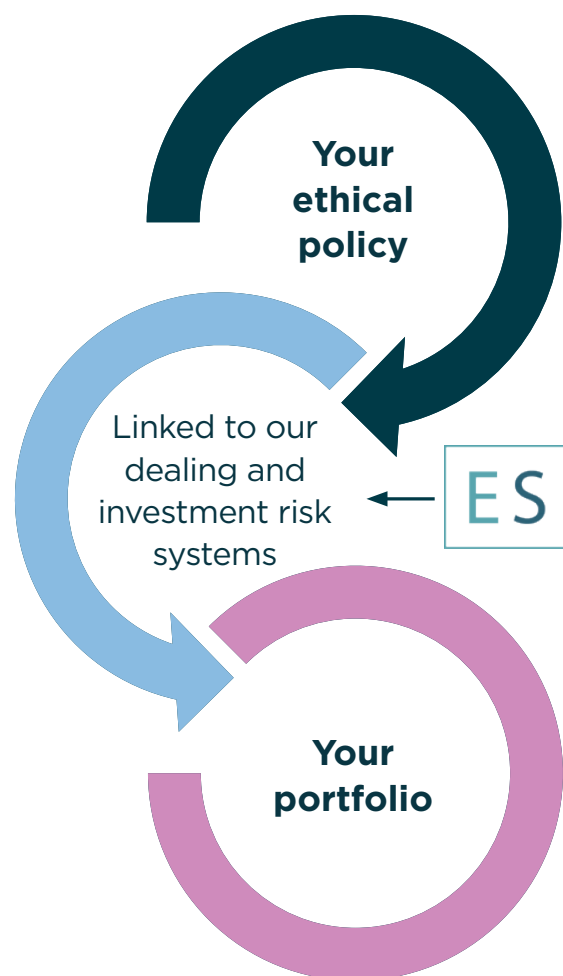 Your
ethical
policy
Linked to our
dealing and
investment risk
systems
ES
Your
portfolio